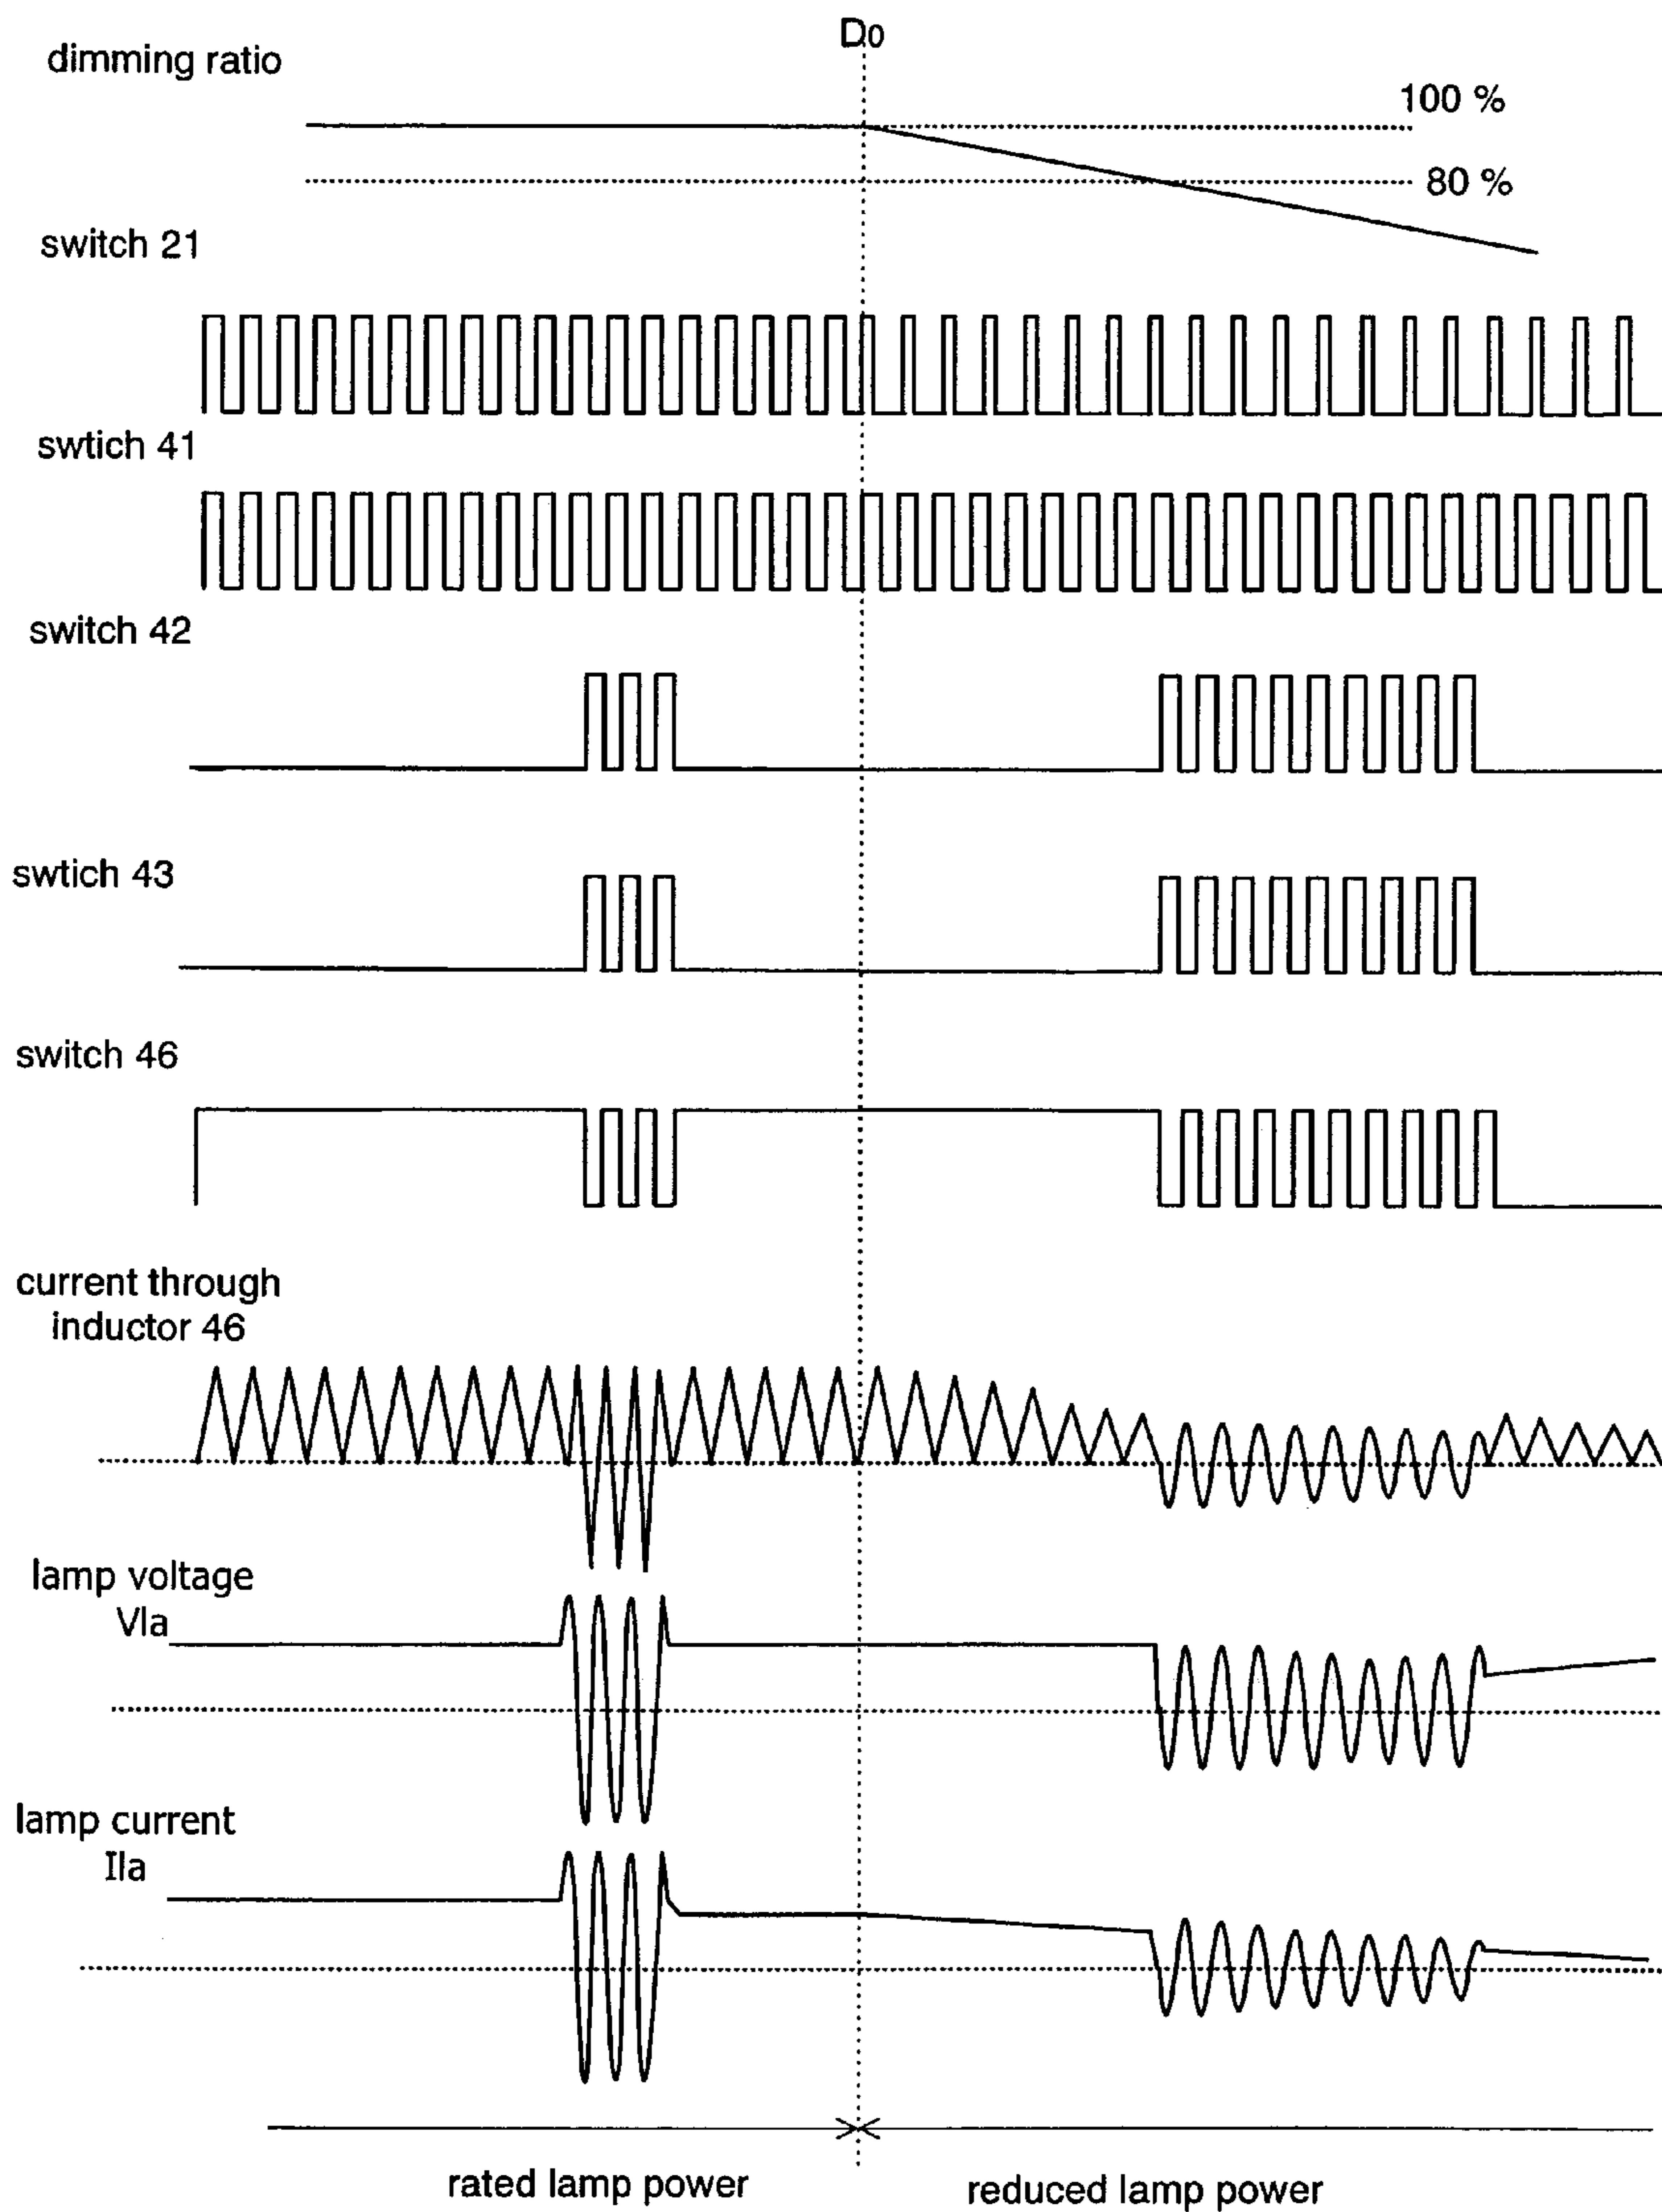 D0
dimming ratio
100 %
80 %
switch 21
swtich 41
switch 42
swtich 43
switch 46
current through
inductor 46
lamp voltage
Vla
lamp current
Ila
rated lamp power
reduced lamp power